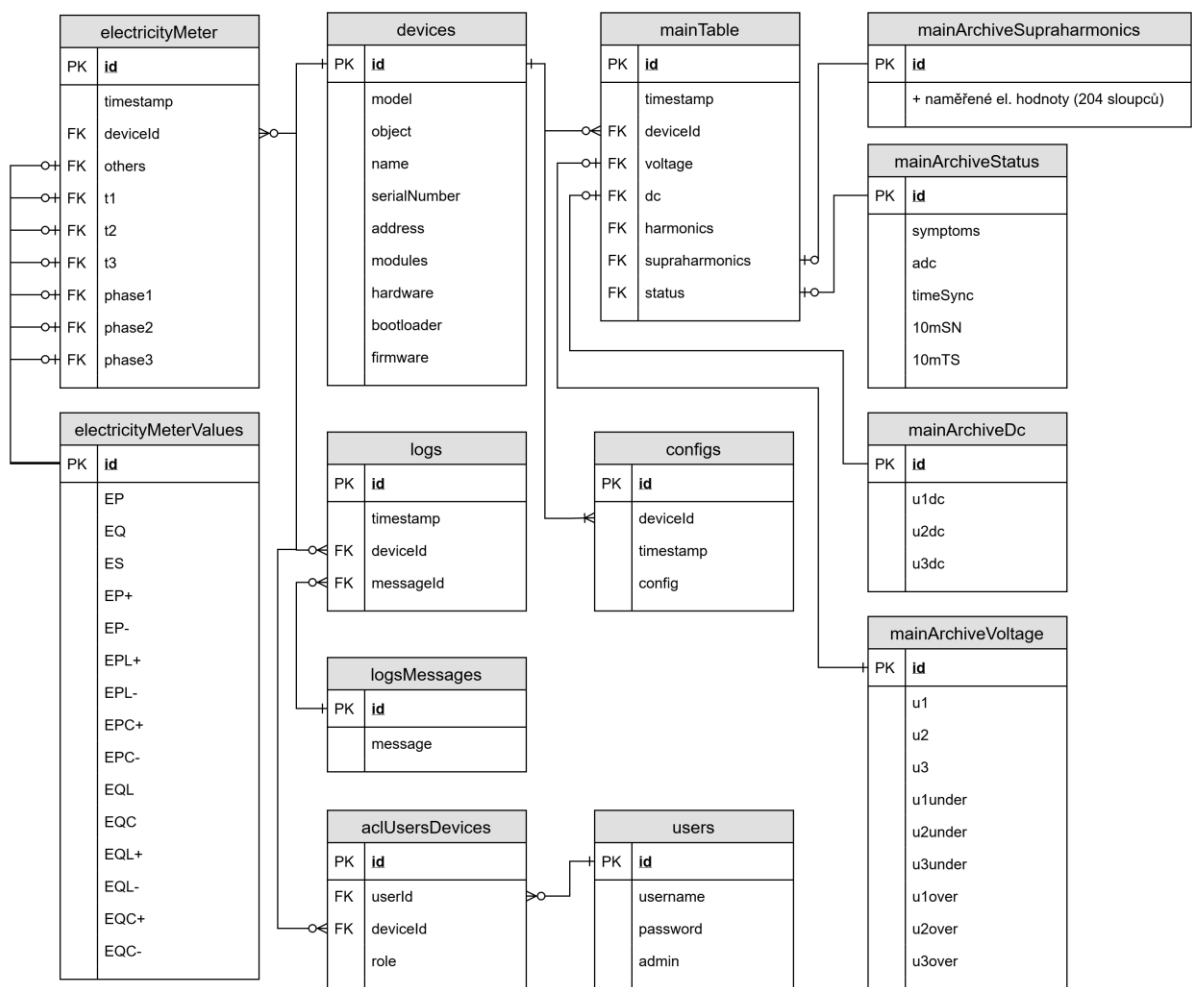 electricityMeter
PK id
timestamp
FK deviceId
FK others
FK t1
FK t2
FK t3
FK phase1
FK phase2
FK phase3
devices
PK id
model
object
name
serialNumber
address
modules
hardware
bootloader
firmware
mainTable
PK id
timestamp
FK deviceId
FK voltage
FK dc
FK harmonics
FK supraharmonics
FK status
mainArchiveSupraharmonics
PK id
+ naměřené el. hodnoty (204 sloupců)
mainArchiveStatus
PK id
symptoms
adc
timeSync
10mSN
10mTS
electricityMeterValues
PK id
EP
EQ
ES
EP+
EP-
EPL+
EPL-
EPC+
EPC-
EQL
EQC
EQL+
EQL-
EQC+
EQC-
logs
PK id
timestamp
FK deviceId
FK messageId
configs
PK id
deviceId
timestamp
config
mainArchiveDc
PK id
u1dc
u2dc
u3dc
logsMessages
PK id
message
mainArchiveVoltage
PK id
u1
u2
u3
u1under
u2under
u3under
u1over
u2over
u3over
aclUsersDevices
PK id
FK userId
FK deviceId
role
users
PK id
username
password
admin